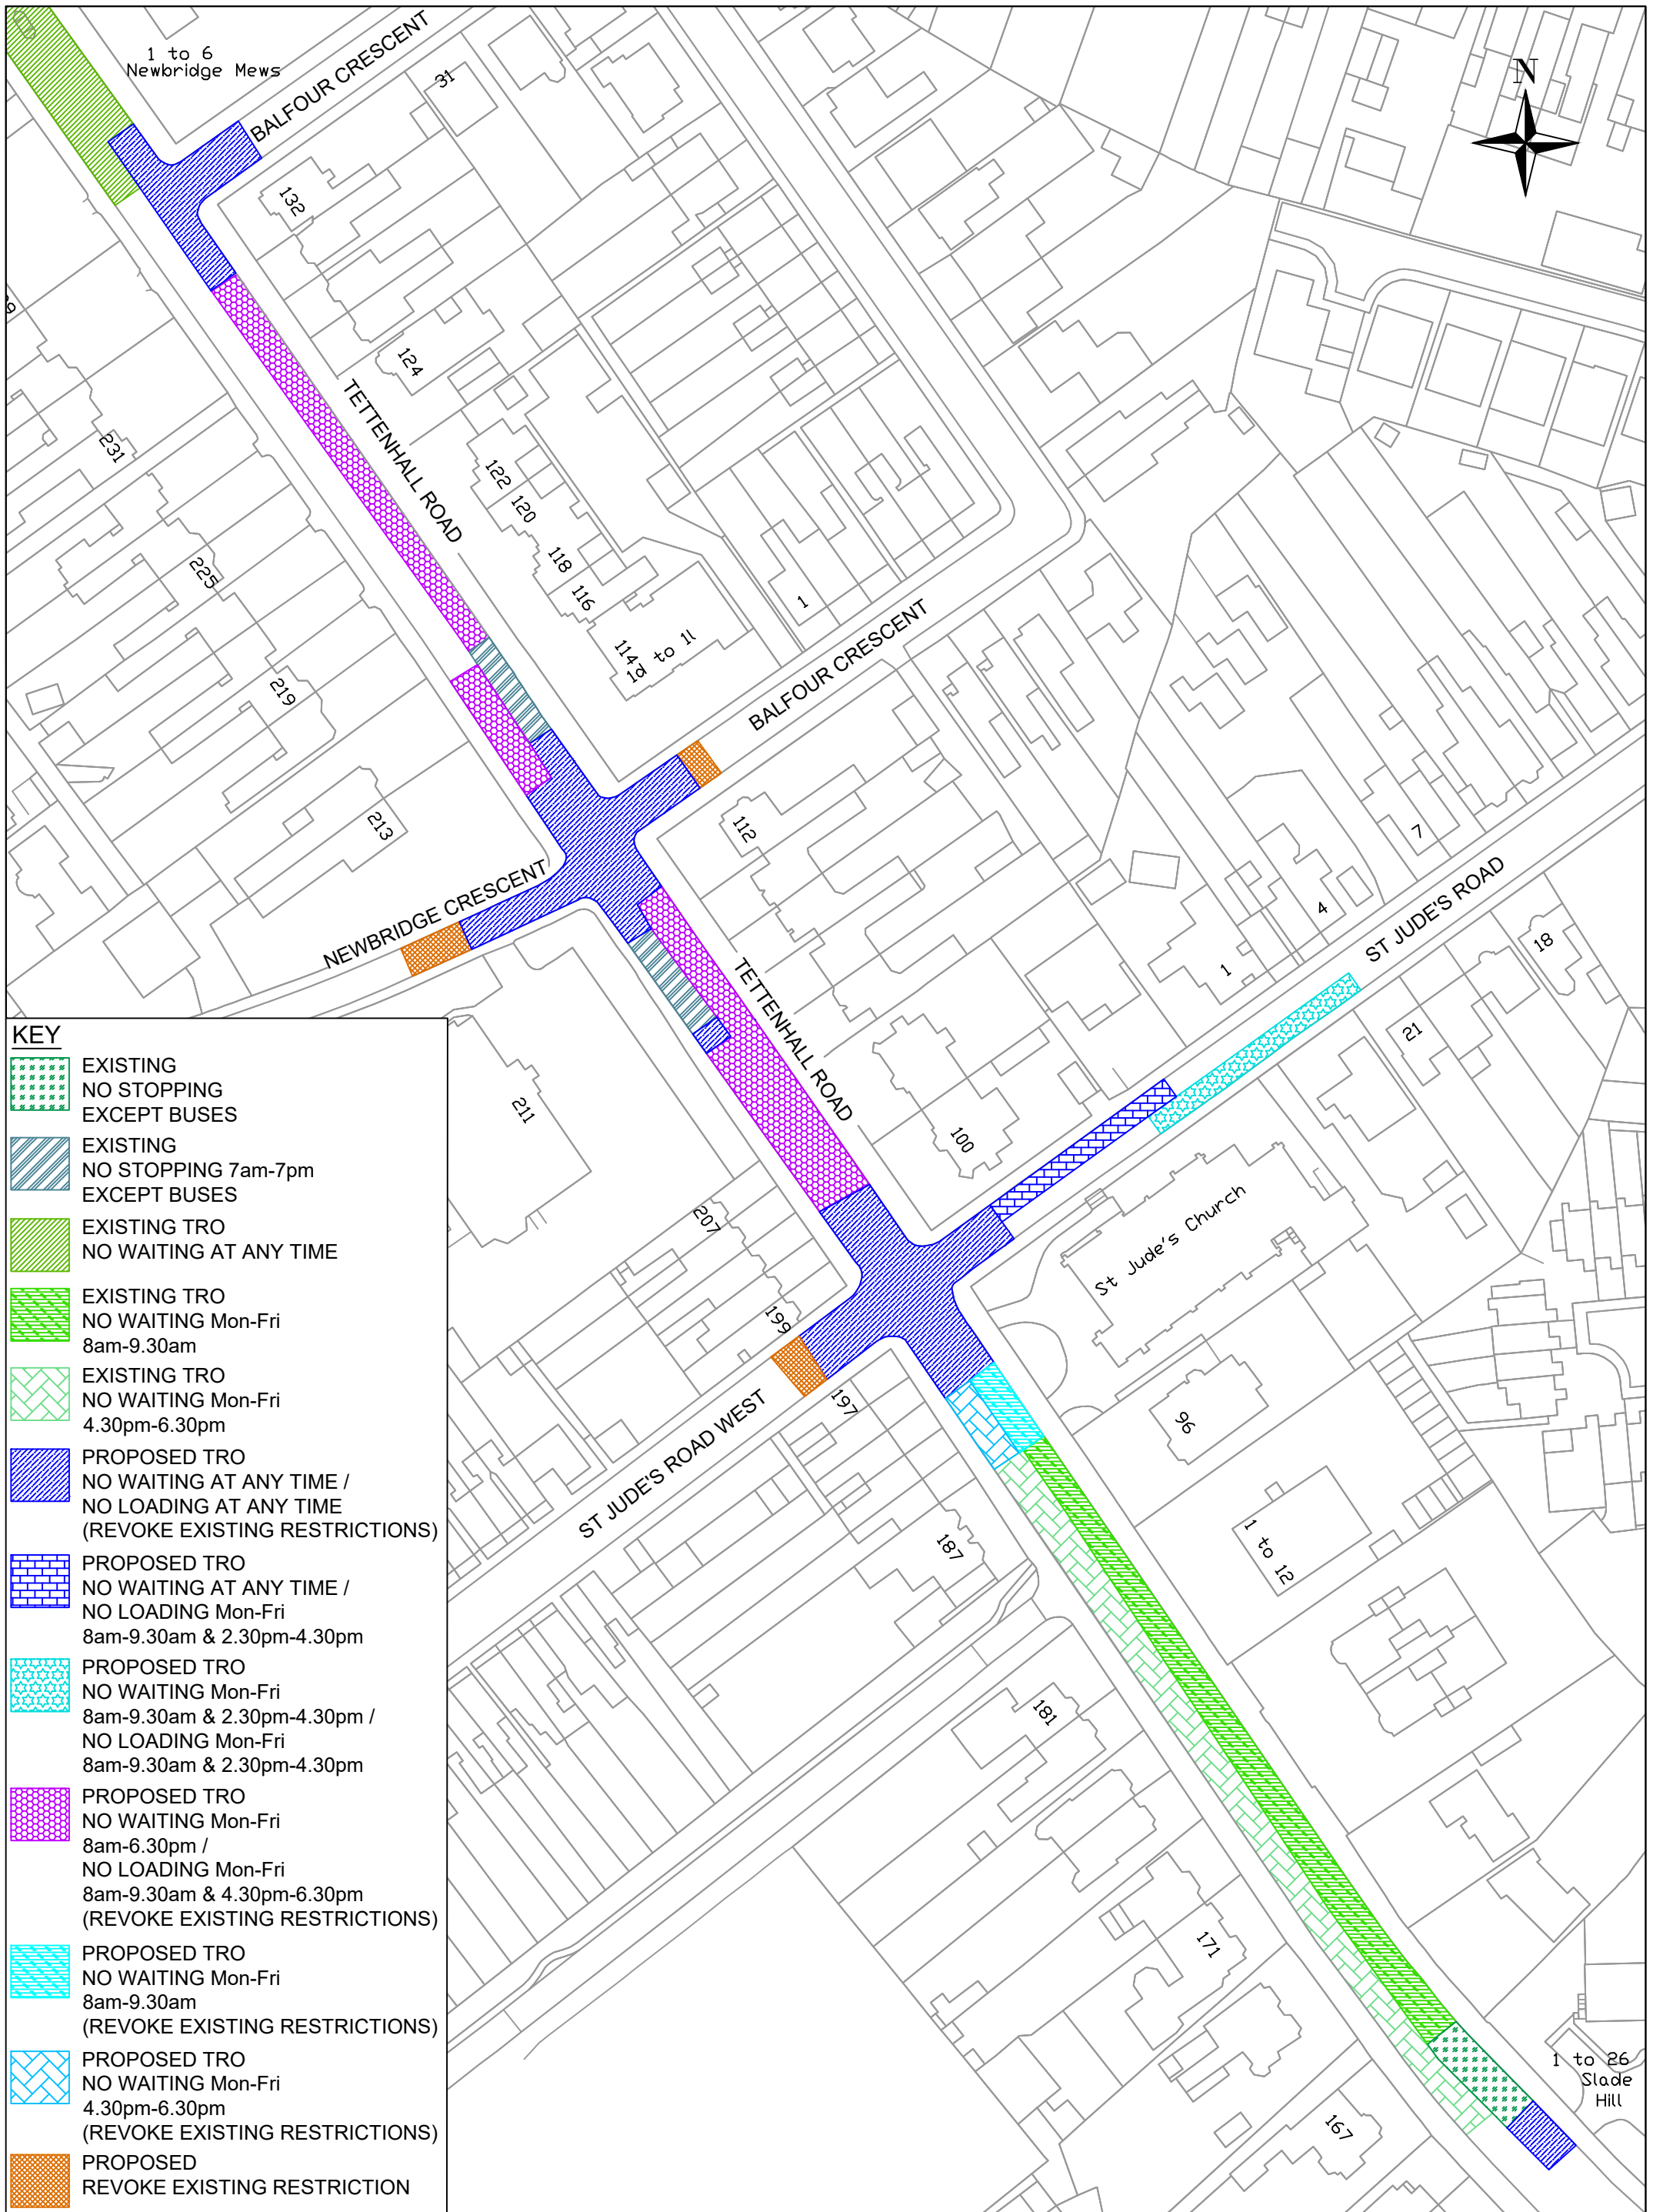 1 to 6
Newbridge Mews
BALFOUR CRESCENT
31
N
132
124
TETTENHALL ROAD
231
122
120
118
116
225
1
114
1a to 1l
BALFOUR CRESCENT
219
213
112
7
NEWBRIDGE CRESCENT
4
ST JUDE'S ROAD
18
1
TETTENHALL ROAD
21
211
100
St Jude's Church
207
199
197
96
ST JUDE'S ROAD WEST
187
1 to 12
181
171
167
1 to 26
Slade
Hill
KEY
EXISTING
NO STOPPING
EXCEPT BUSES
EXISTING
NO STOPPING 7am-7pm
EXCEPT BUSES
EXISTING TRO
NO WAITING AT ANY TIME
EXISTING TRO
NO WAITING Mon-Fri
8am-9.30am
EXISTING TRO
NO WAITING Mon-Fri
4.30pm-6.30pm
PROPOSED TRO
NO WAITING AT ANY TIME /
NO LOADING AT ANY TIME
(REVOKE EXISTING RESTRICTIONS)
PROPOSED TRO
NO WAITING AT ANY TIME /
NO LOADING Mon-Fri
8am-9.30am & 2.30pm-4.30pm
PROPOSED TRO
NO WAITING Mon-Fri
8am-9.30am & 2.30pm-4.30pm /
NO LOADING Mon-Fri
8am-9.30am & 2.30pm-4.30pm
PROPOSED TRO
NO WAITING Mon-Fri
8am-6.30pm /
NO LOADING Mon-Fri
8am-9.30am & 4.30pm-6.30pm
(REVOKE EXISTING RESTRICTIONS)
PROPOSED TRO
NO WAITING Mon-Fri
8am-9.30am
(REVOKE EXISTING RESTRICTIONS)
PROPOSED TRO
NO WAITING Mon-Fri
4.30pm-6.30pm
(REVOKE EXISTING RESTRICTIONS)
PROPOSED
REVOKE EXISTING RESTRICTION